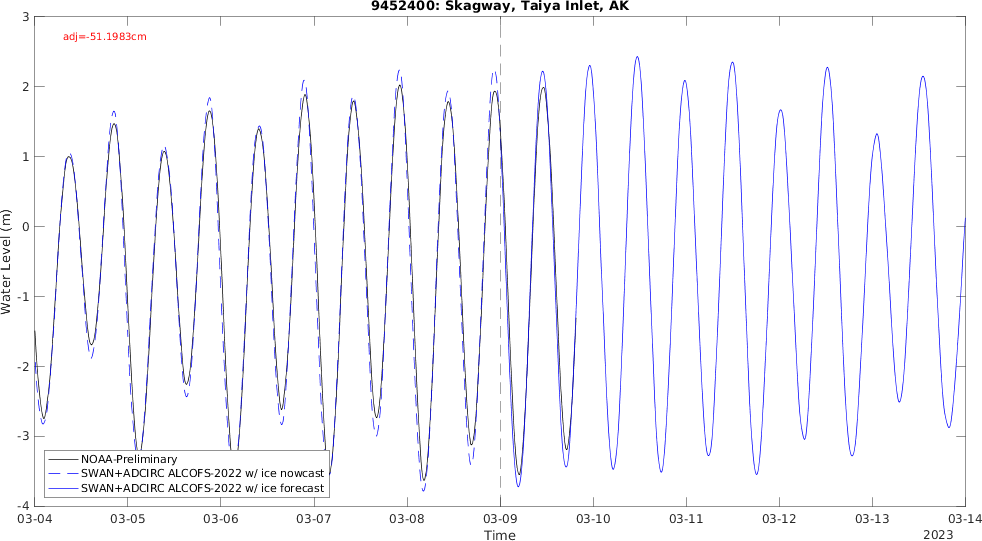 9452400: Skagway, Taiya Inlet, AK
adj=-51.1983cm
3
2
1
0
-1
-2
-3
-4
Water Level (m)
NOAA-Preliminary
SWAN+ADCIRC ALCOFS-2022 w/ ice nowcast
SWAN+ADCIRC ALCOFS-2022 w/ ice forecast
03-04 03-05 03-06 03-07 03-08 03-09 03-10 03-11 03-12 03-13 03-14
Time
2023